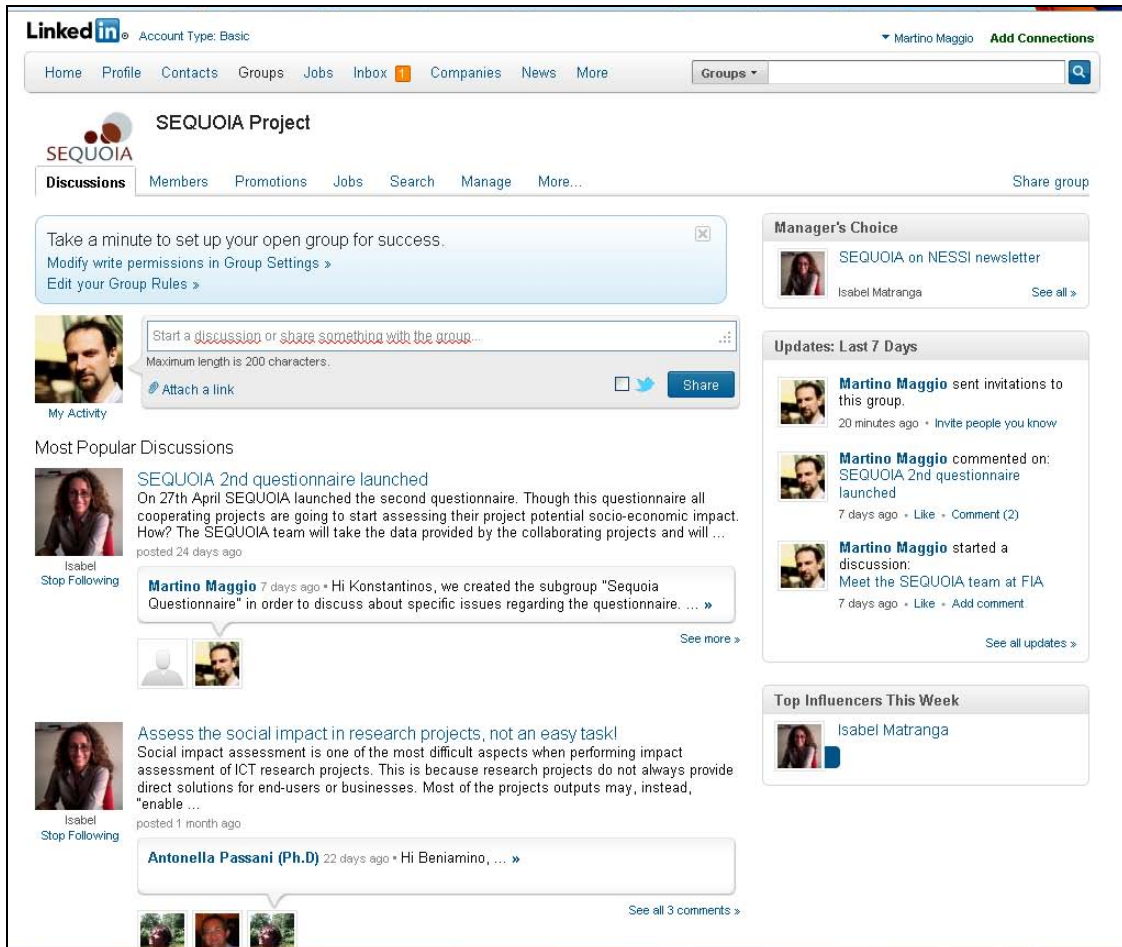 Linked in Account Type: Basic
Martino Maggio Add Connections
Home Profile Contacts Groups Jobs Inbox 1 Companies News More
Groups
SEQUOIA
SEQUOIA Project
Discussions Members Promotions Jobs Search Manage More...
Share group
Take a minute to set up your open group for success.
Modify write permissions in Group Settings »
Edit your Group Rules »
Start a discussion or share something with the group...
Maximum length is 200 characters.
Attach a link
Share
My Activity
Most Popular Discussions
SEQUOIA 2nd questionnaire launched
On 27th April SEQUOIA launched the second questionnaire. Though this questionnaire all
cooperating projects are going to start assessing their project potential socio-economic impact.
How? The SEQUOIA team will take the data provided by the collaborating projects and will ...
posted 24 days ago
Isabel
Stop Following
Martino Maggio 7 days ago • Hi Konstantinos, we created the subgroup "Sequoia
Questionnaire" in order to discuss about specific issues regarding the questionnaire. ... »
See more »
Assess the social impact in research projects, not an easy task!
Social impact assessment is one of the most difficult aspects when performing impact
assessment of ICT research projects. This is because research projects do not always provide
direct solutions for end-users or businesses. Most of the projects outputs may, instead,
"enable ...
posted 1 month ago
Isabel
Stop Following
Antonella Passani (Ph.D) 22 days ago • Hi Beniamino, ... »
See all 3 comments »
Manager's Choice
SEQUOIA on NESSI newsletter
Isabel Matranga
See all »
Updates: Last 7 Days
Martino Maggio sent invitations to
this group.
20 minutes ago • Invite people you know
Martino Maggio commented on:
SEQUOIA 2nd questionnaire
launched
7 days ago • Like • Comment (2)
Martino Maggio started a
discussion:
Meet the SEQUOIA team at FIA
7 days ago • Like • Add comment
See all updates »
Top Influencers This Week
Isabel Matranga